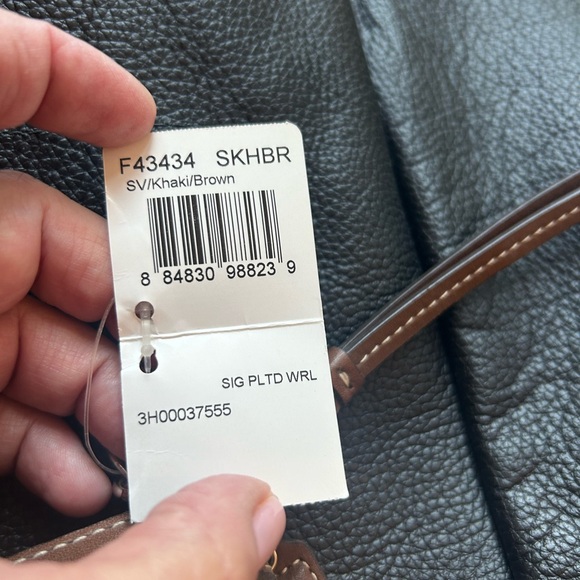 F43434 SKHBR
SV/Khaki/Brown
8 84830 98823 9
SIG PLTD WRL
3H00037555